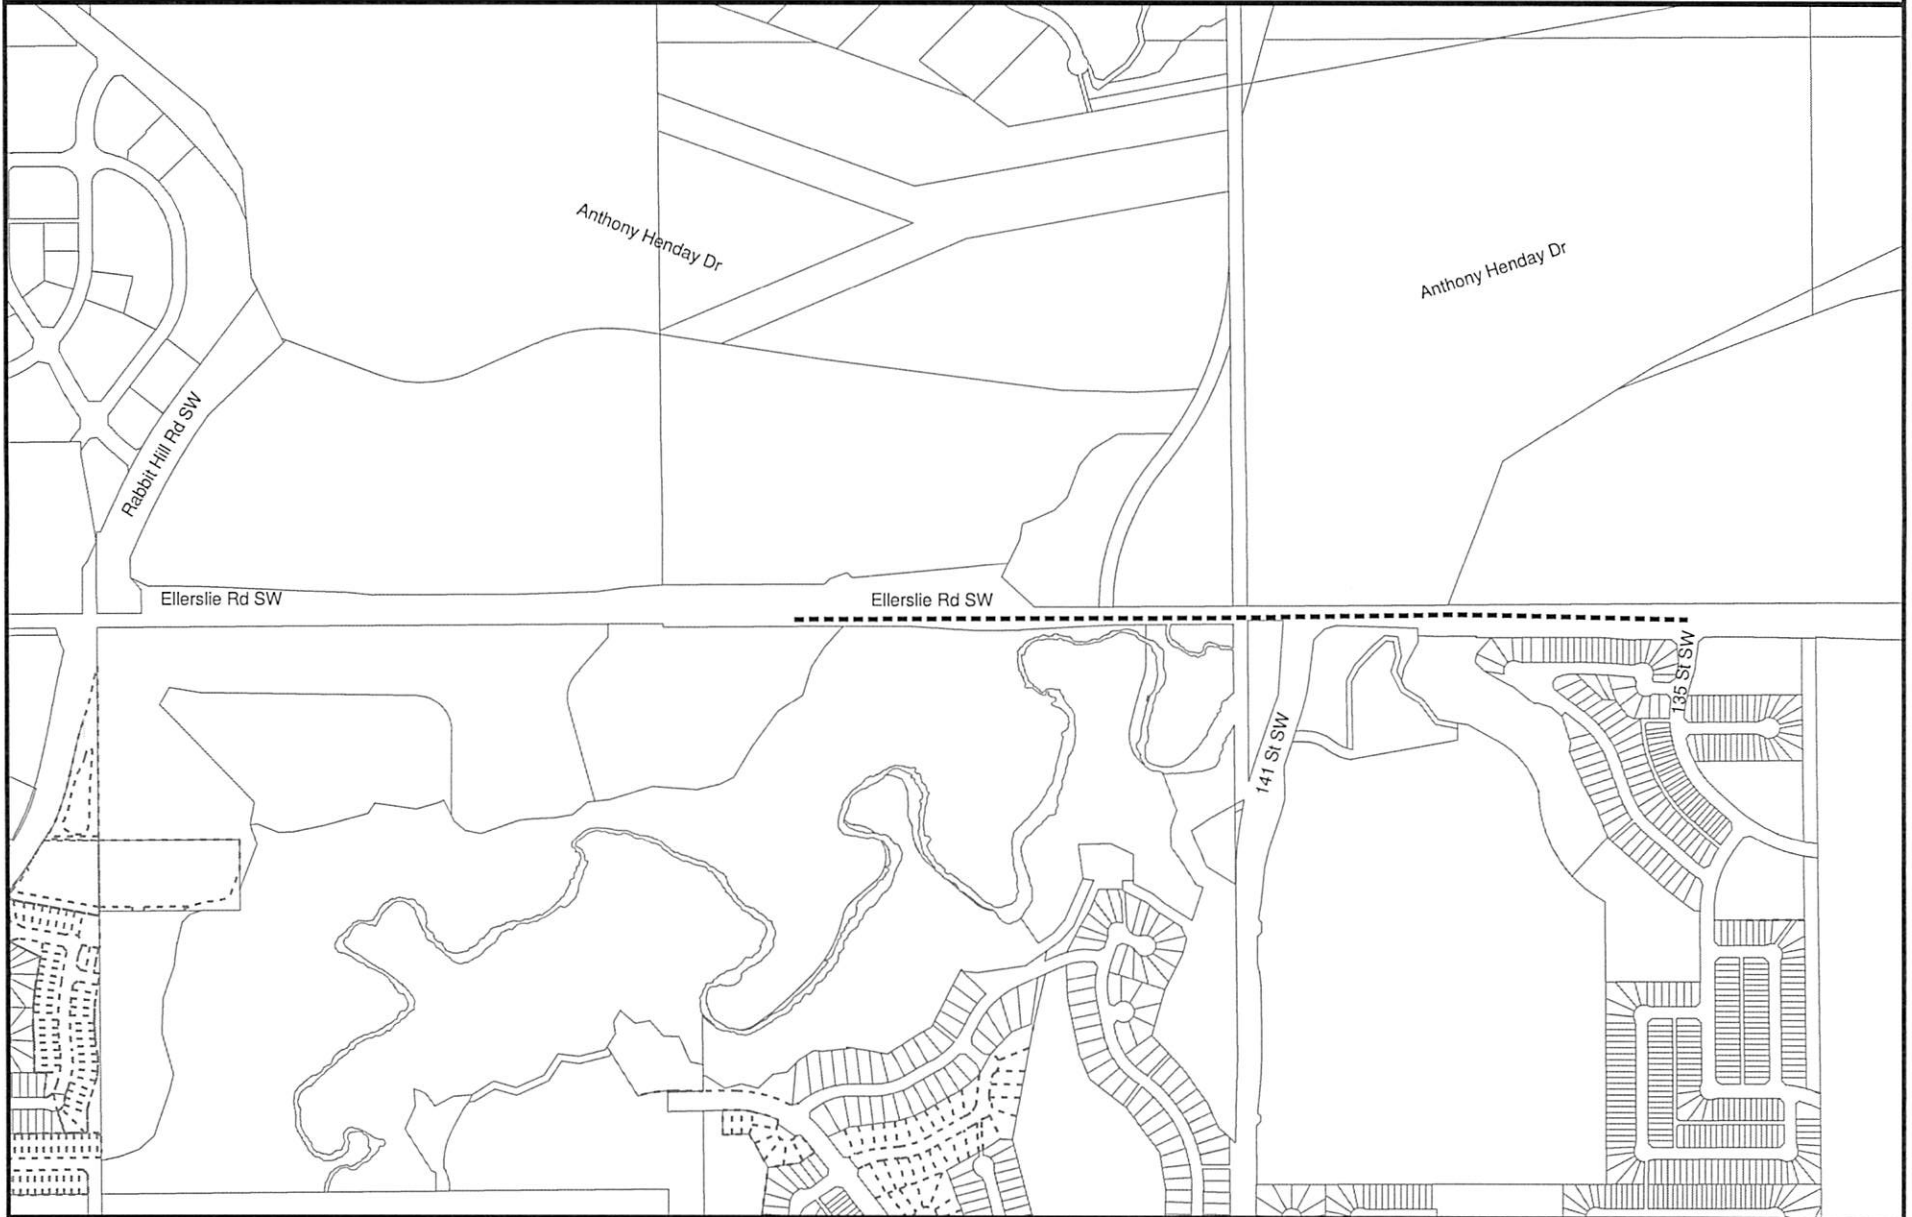 Anthony Henday Dr
Anthony Henday Dr
Rabbit Hill Rd SW
Ellerslie Rd SW
Ellerslie Rd SW
135 St SW
141 St SW